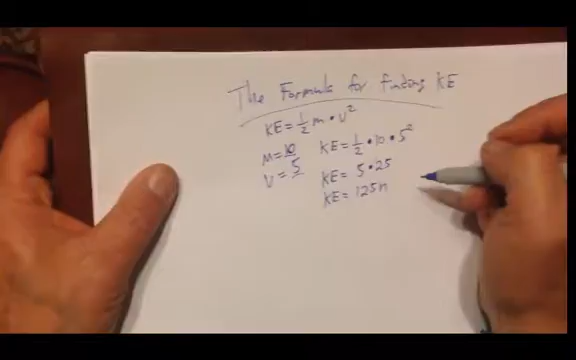 The Formula for finding KE
KE = ½ m • v²
M = 10 KE = ½ • 10 • 5²
V = 5 KE = 5 • 25
KE = 125n